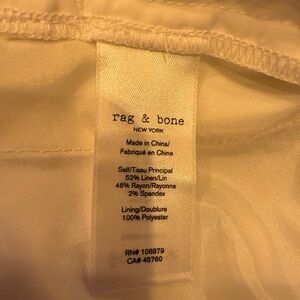 rag & bone
NEW YORK
Made in China/
Fabriqué en Chine
Self/Tissu Principal
52% Linen/Lin
46% Rayon/Rayonne
2% Spandex
Lining/Doublure
100% Polyester
RN# 108879
CA# 45760